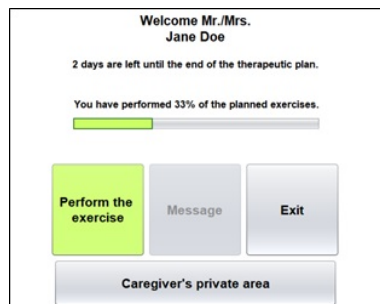 Welcome Mr./Mrs.
Jane Doe
2 days are left until the end of the therapeutic plan.
You have performed 33% of the planned exercises.
Perform the
exercise
Message
Exit
Caregiver's private area